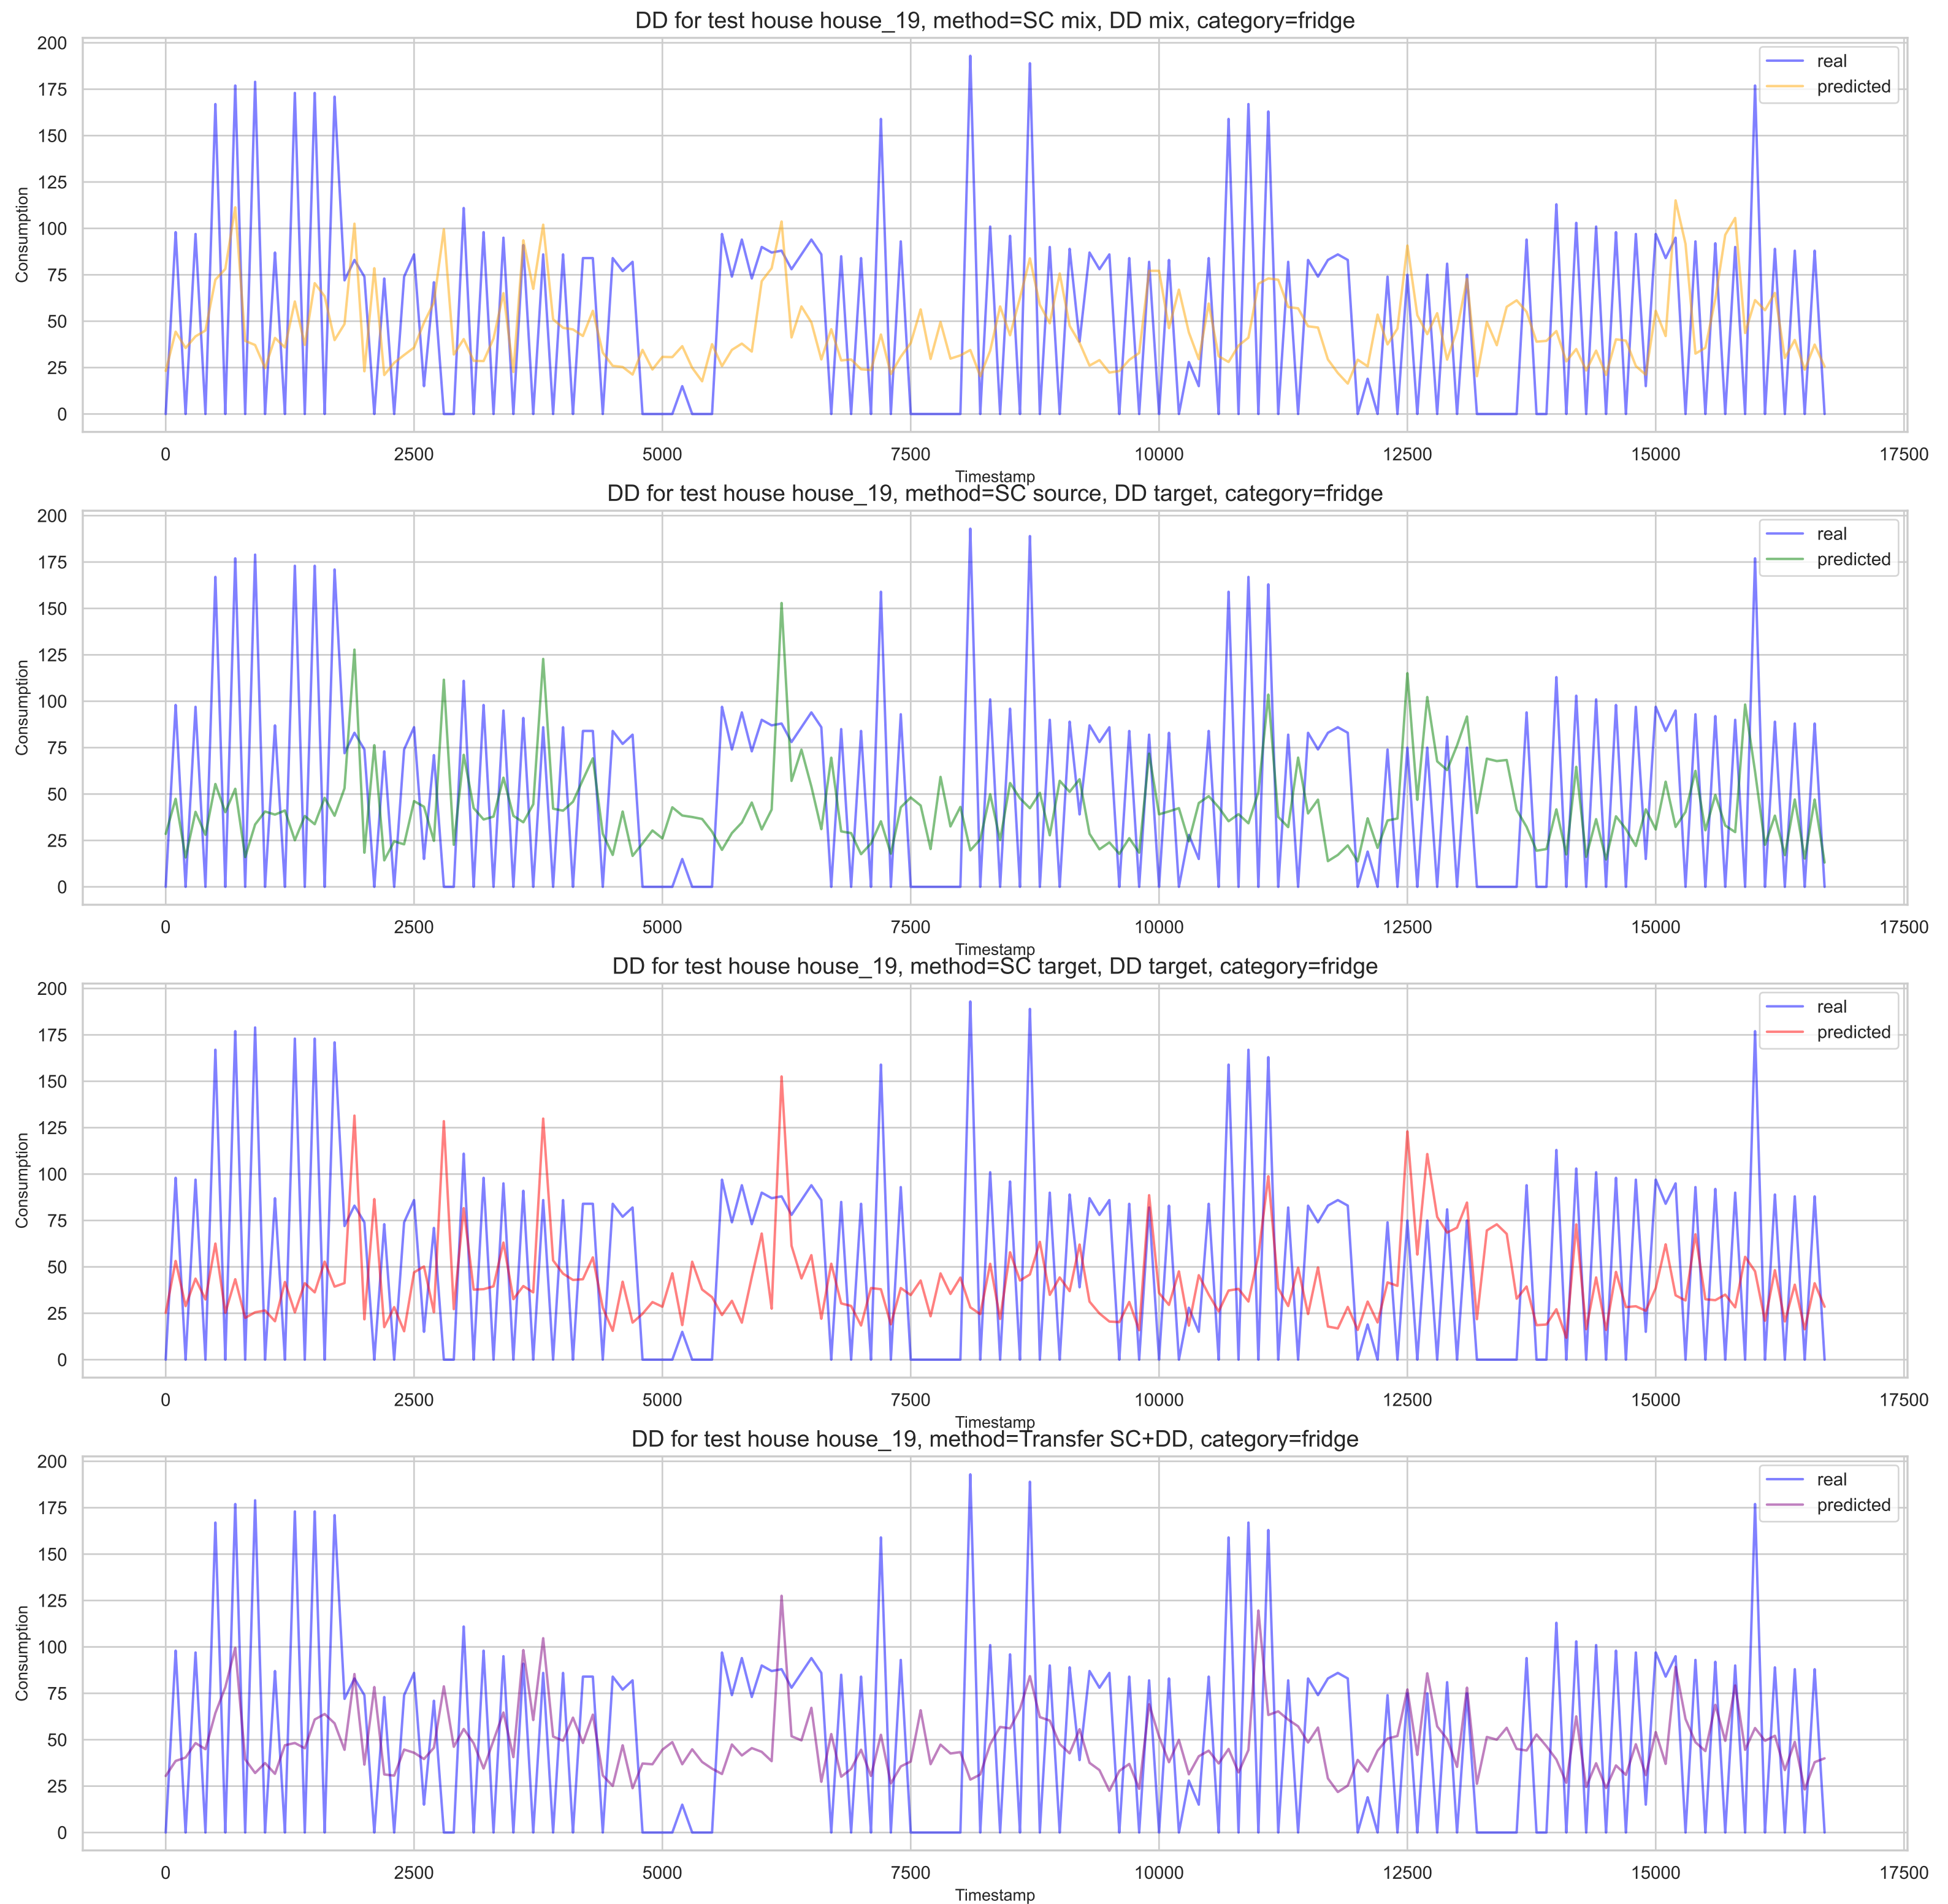 DD for test house house_19, method=SC mix, DD mix, category=fridge
200
175
150
125
100
75
50
25
0
Consumption
real
predicted
0 2500 5000 7500 10000 12500 15000 17500
Timestamp
DD for test house house_19, method=SC source, DD target, category=fridge
200
175
150
125
100
75
50
25
0
Consumption
real
predicted
0 2500 5000 7500 10000 12500 15000 17500
Timestamp
DD for test house house_19, method=SC target, DD target, category=fridge
200
175
150
125
100
75
50
25
0
Consumption
real
predicted
0 2500 5000 7500 10000 12500 15000 17500
Timestamp
DD for test house house_19, method=Transfer SC+DD, category=fridge
200
175
150
125
100
75
50
25
0
Consumption
real
predicted
0 2500 5000 7500 10000 12500 15000 17500
Timestamp